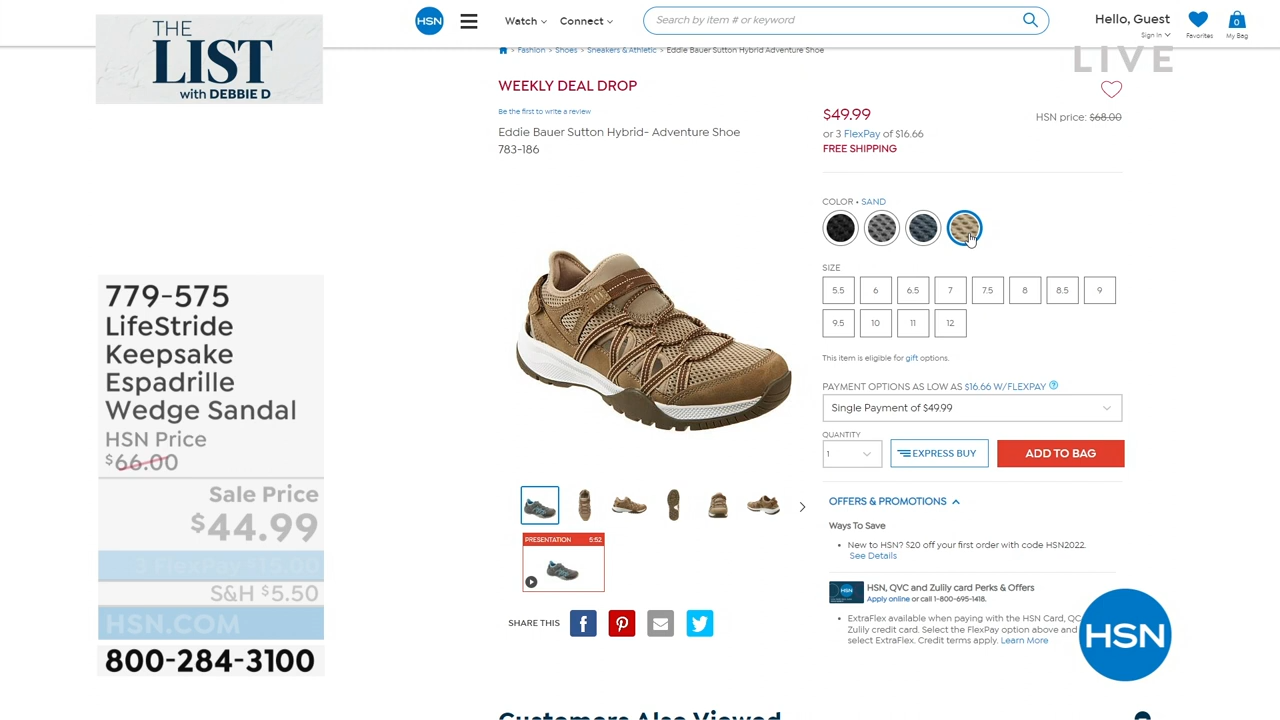 THE
LIST
with DEBBIE D
HSN
Watch
Connect
Search by item # or keyword
Hello, Guest
Sign In
Favorites
0
My Bag
LIVE
> Fashion > Shoes > Sneakers & Athletic > Eddie Bauer Sutton Hybrid Adventure Shoe
WEEKLY DEAL DROP
Be the first to write a review
Eddie Bauer Sutton Hybrid- Adventure Shoe
783-186
$49.99
HSN price: $68.00
or 3 FlexPay of $16.66
FREE SHIPPING
COLOR • SAND
SIZE
5.5 6 6.5 7 7.5 8 8.5 9
9.5 10 11 12
This item is eligible for gift options.
PAYMENT OPTIONS AS LOW AS $16.66 W/FLEXPAY
Single Payment of $49.99
QUANTITY
1
EXPRESS BUY
ADD TO BAG
OFFERS & PROMOTIONS
Ways To Save
• New to HSN? $20 off your first order with code HSN2022.
See Details
HSN, QVC and Zulily card Perks & Offers
Apply online or call 1-800-695-1418.
• ExtraFlex available when paying with the HSN Card, QC
Zulily credit card. Select the FlexPay option above and
select ExtraFlex. Credit terms apply. Learn More
HSN
PRESENTATION 5:52
SHARE THIS
779-575
LifeStride
Keepsake
Espadrille
Wedge Sandal
HSN Price
$66.00
Sale Price
$44.99
S&H $5.50
HSN.COM
800-284-3100
Customers Also Viewed